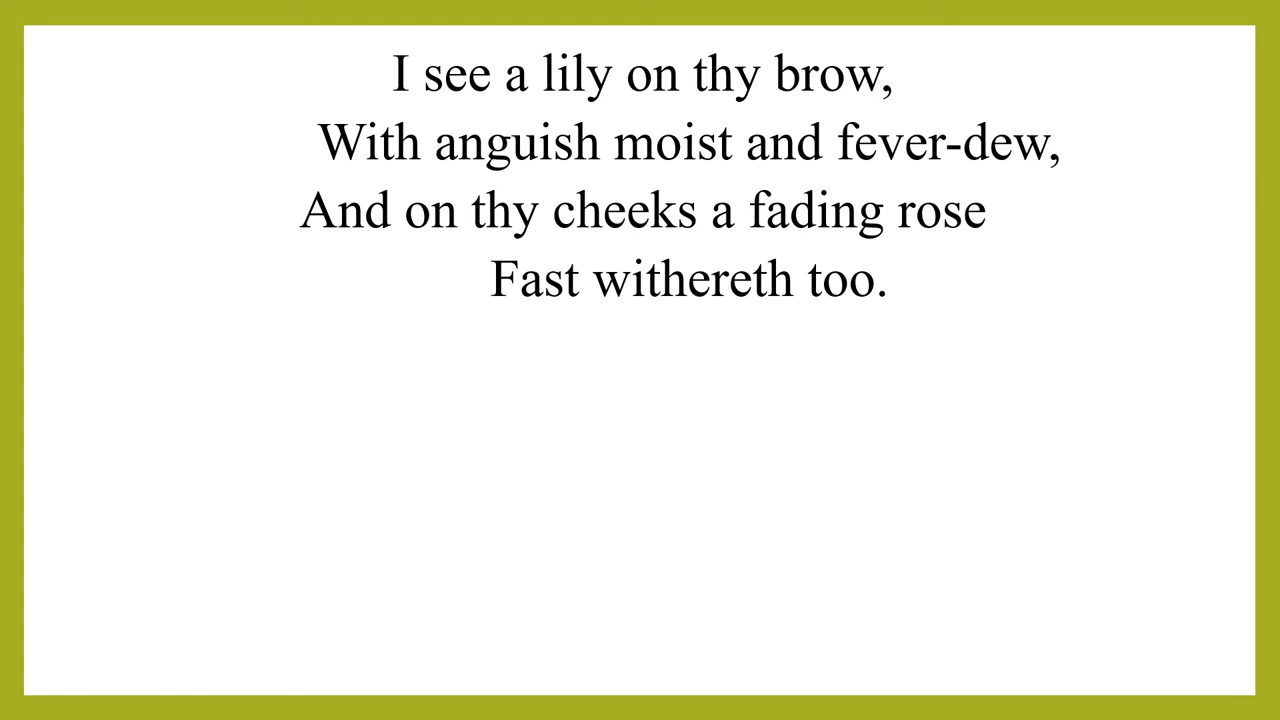 I see a lily on thy brow,
With anguish moist and fever-dew,
And on thy cheeks a fading rose
Fast withereth too.